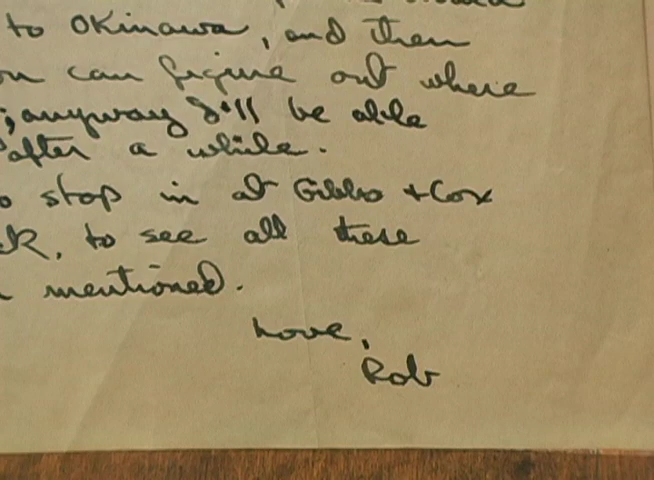 to Okinawa, and then
can figure out where
; anyway I'll be able
after a while.
stop in at Gibbs + Cox
, to see all these
mentioned.
Love,
Rob